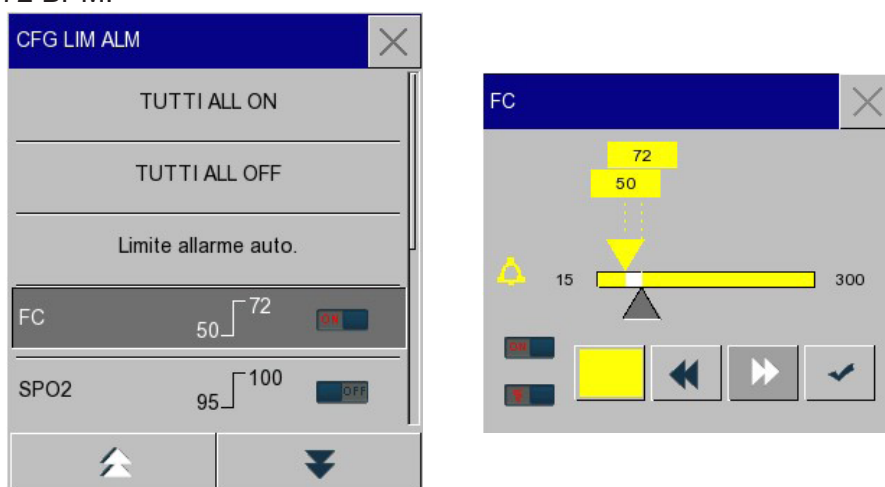 CFG LIM ALM
TUTTI ALL ON
TUTTI ALL OFF
Limite allarme auto.
FC 50 72 ON
SPO2 95 100 OFF
FC
72
50
15 300
ON